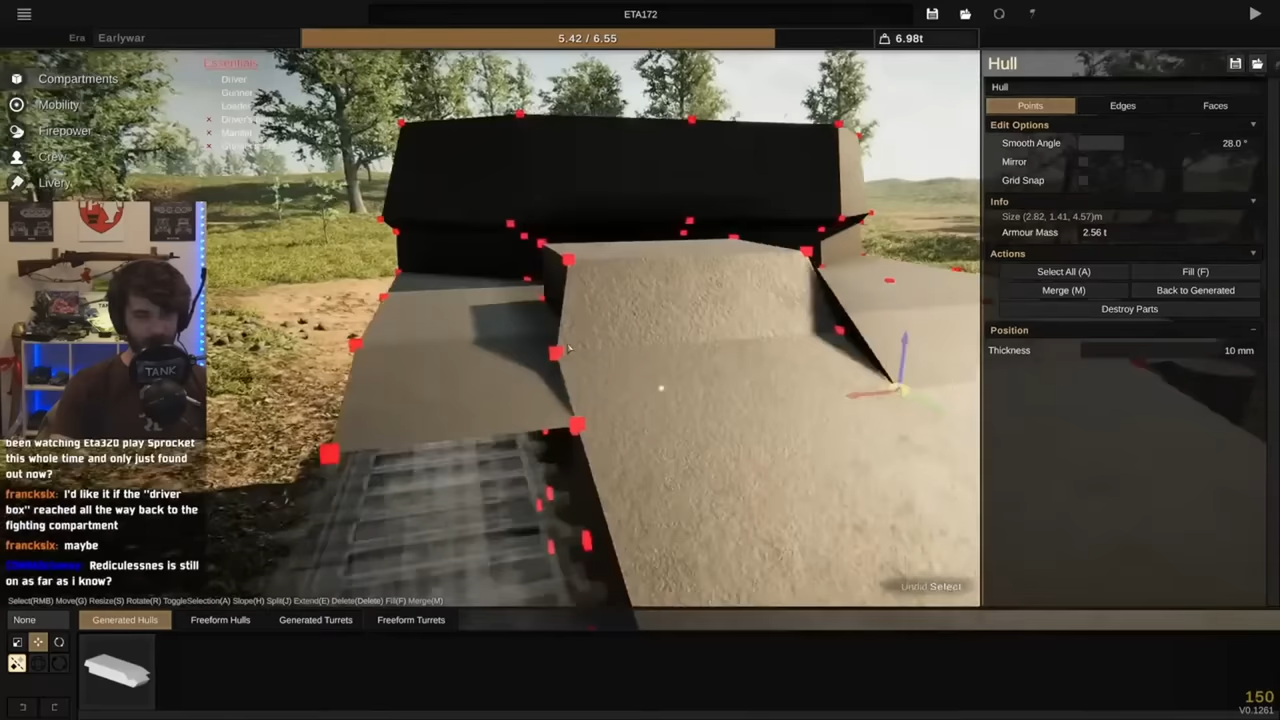 ETA172
Era Earlywar
5.42 / 6.55
6.98t
Compartments
Mobility
Firepower
Crew
Livery
Essentials
Driver
Gunner
Loader
Driver's
Mantlet
Hull
Hull
Points Edges Faces
Edit Options
Smooth Angle 28.0 °
Mirror
Grid Snap
Info
Size (2.82, 1.41, 4.57)m
Armour Mass 2.56 t
Actions
Select All (A) Fill (F)
Merge (M) Back to Generated
Destroy Parts
Position
Thickness 10 mm
TANK
been watching Eta320 play Sprocket
this whole time and only just found
out now?
francksix: I'd like it if the "driver
box" reached all the way back to the
fighting compartment
francksix: maybe
Rediculessnes is still
on as far as i know?
Undid Select
Select(RMB) Move(G) Resize(S) Rotate(R) ToggleSelection(A) Slope(H) Split(J) Extend(E) Delete(Delete) Fill(F) Merge(M)
None
Generated Hulls Freeform Hulls Generated Turrets Freeform Turrets
150
V0.1261